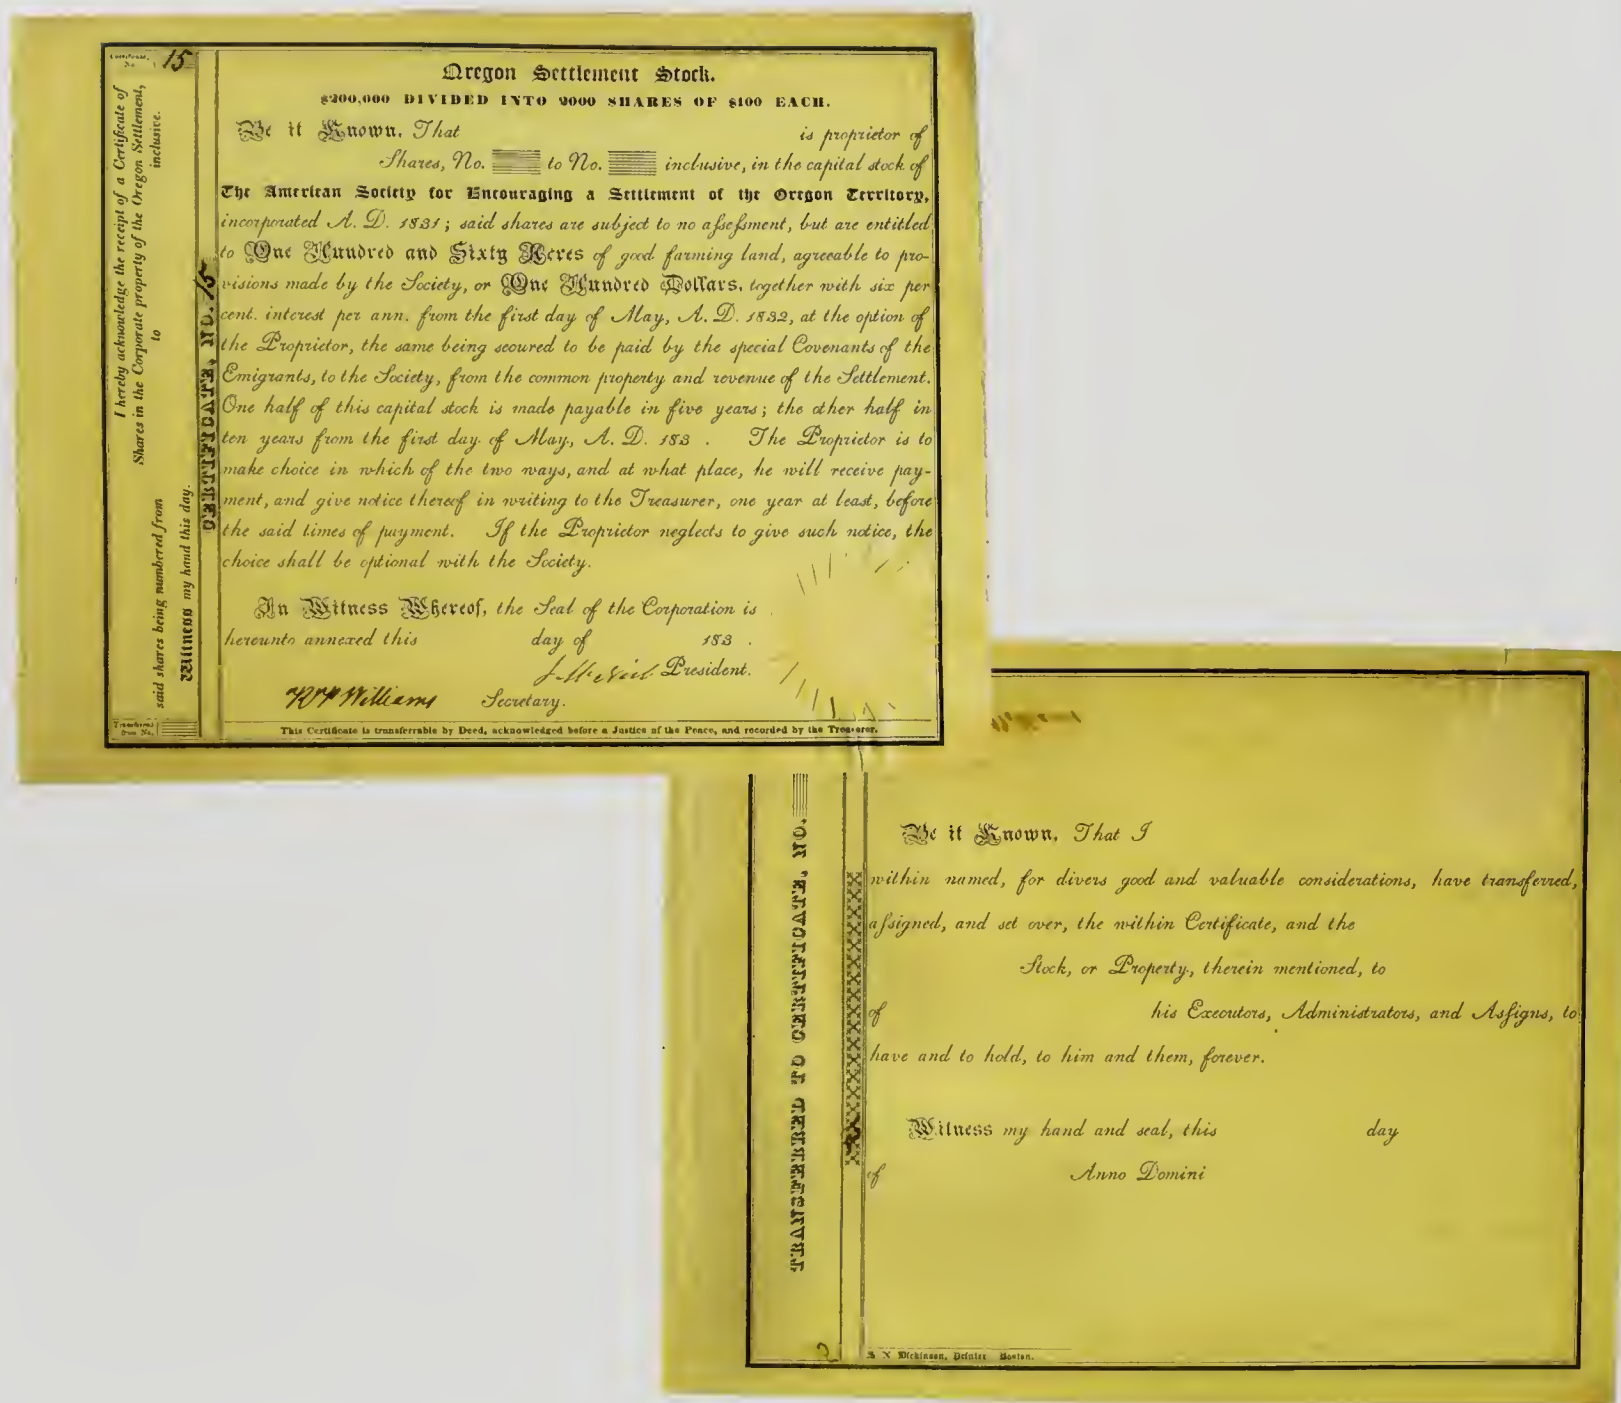 Certificate, No. 15
I hereby acknowledge the receipt of a Certificate of
Shares in the Corporate property of the Oregon Settlement,
said shares being numbered from to inclusive.
Witness my hand this day.
Transferred from No.
CERTIFICATE, NO. 15
Oregon Settlement Stock.
$200,000 DIVIDED INTO 2000 SHARES OF $100 EACH.
Be it Known, That is proprietor of
Shares, No. to No. inclusive, in the capital stock of
The American Society for Encouraging a Settlement of the Oregon Territory,
incorporated A. D. 1831; said shares are subject to no aſseſsment, but are entitled
to One Hundred and Sixty Acres of good farming land, agreeable to pro-
visions made by the Society, or One Hundred Dollars, together with six per
cent. interest per ann. from the first day of May, A. D. 1832, at the option of
the Proprietor, the same being secured to be paid by the special Covenants of the
Emigrants, to the Society, from the common property and revenue of the Settlement.
One half of this capital stock is made payable in five years; the other half in
ten years from the first day of May, A. D. 183 . The Proprietor is to
make choice in which of the two ways, and at what place, he will receive pay-
ment, and give notice thereof in writing to the Treasurer, one year at least, before
the said times of payment. If the Proprietor neglects to give such notice, the
choice shall be optional with the Society.
In Witness Whereof, the Seal of the Corporation is
hereunto annexed this day of 183 .
President.
Williams Secretary.
This Certificate is transferrable by Deed, acknowledged before a Justice of the Peace, and recorded by the Treasurer.
TRANSFERRED TO CERTIFICATE, NO.
Be it Known, That I
within named, for divers good and valuable considerations, have transferred,
aſsigned, and set over, the within Certificate, and the
Stock, or Property, therein mentioned, to
of his Executors, Administrators, and Aſsigns, to
have and to hold, to him and them, forever.
Witness my hand and seal, this day
of Anno Domini
S N Dickinson, Printer Boston.